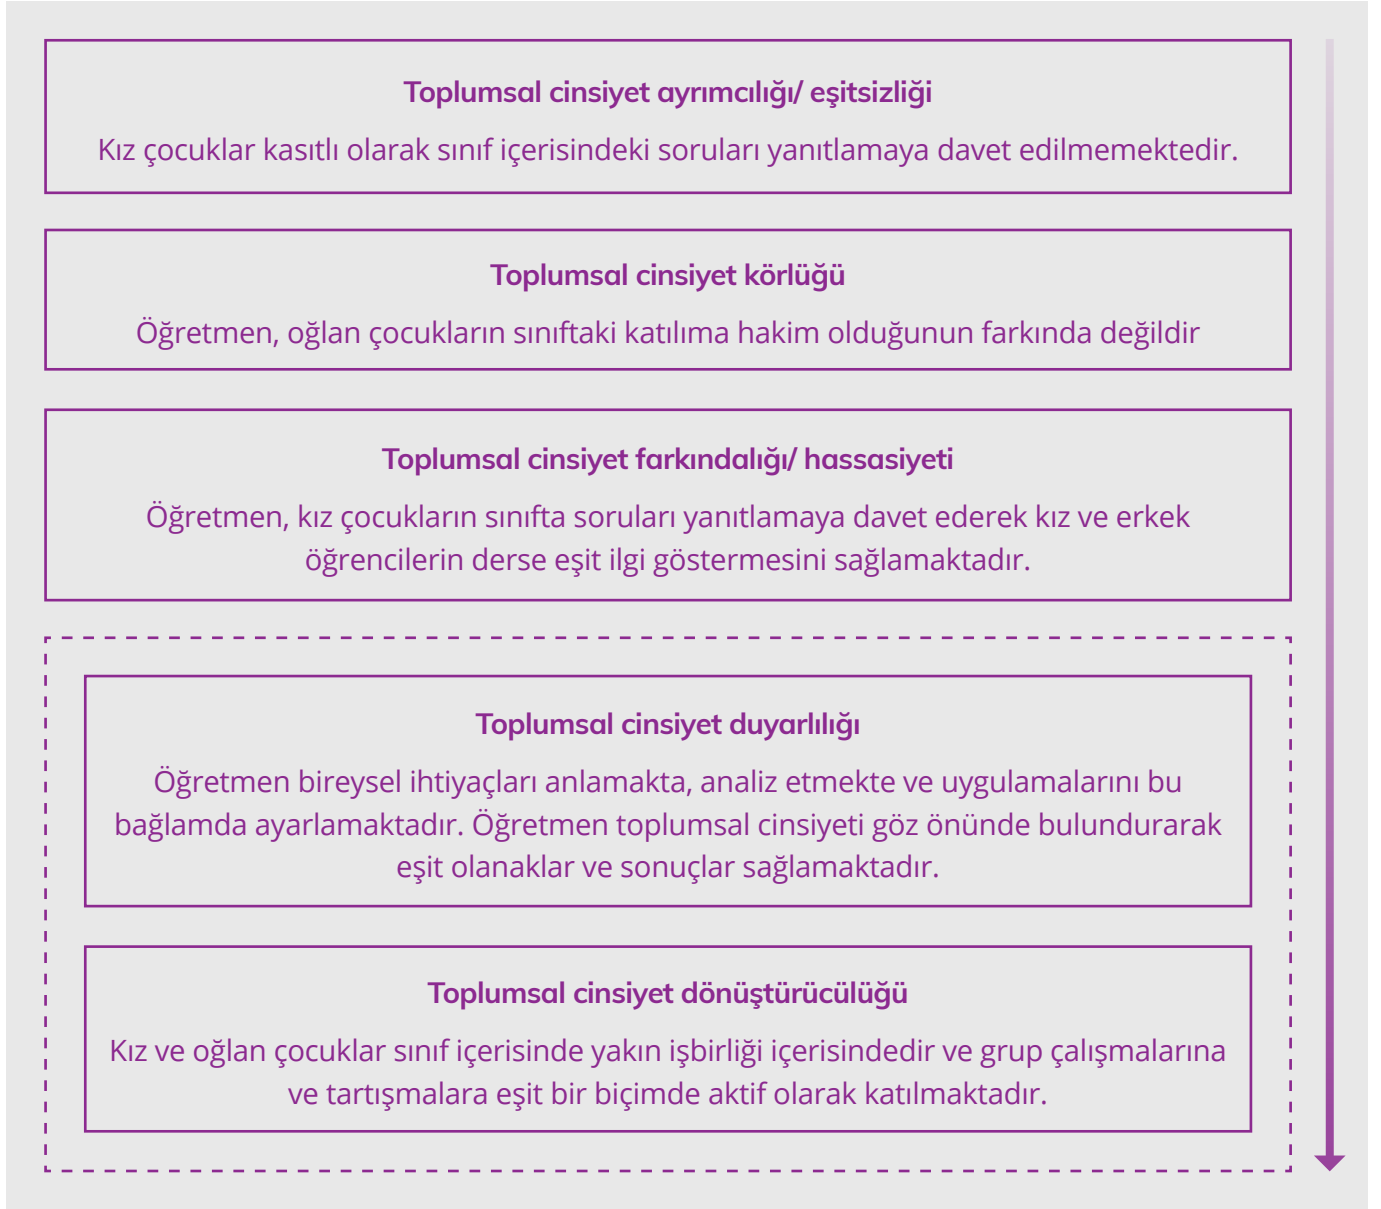 Toplumsal cinsiyet ayrımcılığı/ eşitsizliği
Kız çocuklar kasıtlı olarak sınıf içerisindeki soruları yanıtlamaya davet edilmemektedir.
Toplumsal cinsiyet körlüğü
Öğretmen, oğlan çocukların sınıftaki katılıma hakim olduğunun farkında değildir
Toplumsal cinsiyet farkındalığı/ hassasiyeti
Öğretmen, kız çocukların sınıfta soruları yanıtlamaya davet ederek kız ve erkek
öğrencilerin derse eşit ilgi göstermesini sağlamaktadır.
Toplumsal cinsiyet duyarlılığı
Öğretmen bireysel ihtiyaçları anlamakta, analiz etmekte ve uygulamalarını bu
bağlamda ayarlamaktadır. Öğretmen toplumsal cinsiyeti göz önünde bulundurarak
eşit olanaklar ve sonuçlar sağlamaktadır.
Toplumsal cinsiyet dönüştürücülüğü
Kız ve oğlan çocuklar sınıf içerisinde yakın işbirliği içerisindedir ve grup çalışmalarına
ve tartışmalara eşit bir biçimde aktif olarak katılmaktadır.